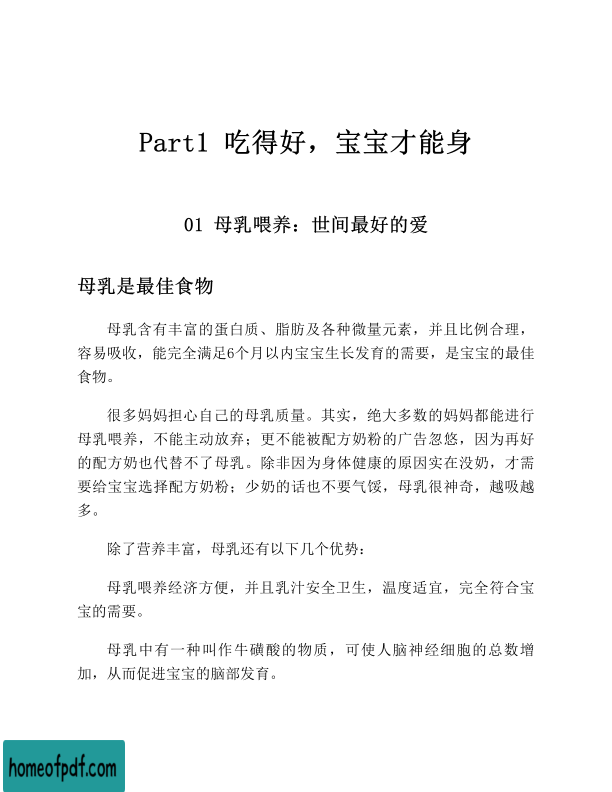 Part1 吃得好，宝宝才能身
01 母乳喂养：世间最好的爱
母乳是最佳食物
母乳含有丰富的蛋白质、脂肪及各种微量元素，并且比例合理，
容易吸收，能完全满足6个月以内宝宝生长发育的需要，是宝宝的最佳
食物。
很多妈妈担心自己的母乳质量。其实，绝大多数的妈妈都能进行
母乳喂养，不能主动放弃；更不能被配方奶粉的广告忽悠，因为再好
的配方奶也代替不了母乳。除非因为身体健康的原因实在没奶，才需
要给宝宝选择配方奶粉；少奶的话也不要气馁，母乳很神奇，越吸越
多。
除了营养丰富，母乳还有以下几个优势：
母乳喂养经济方便，并且乳汁安全卫生，温度适宜，完全符合宝
宝的需要。
母乳中有一种叫作牛磺酸的物质，可使人脑神经细胞的总数增
加，从而促进宝宝的脑部发育。
homeofpdf.com